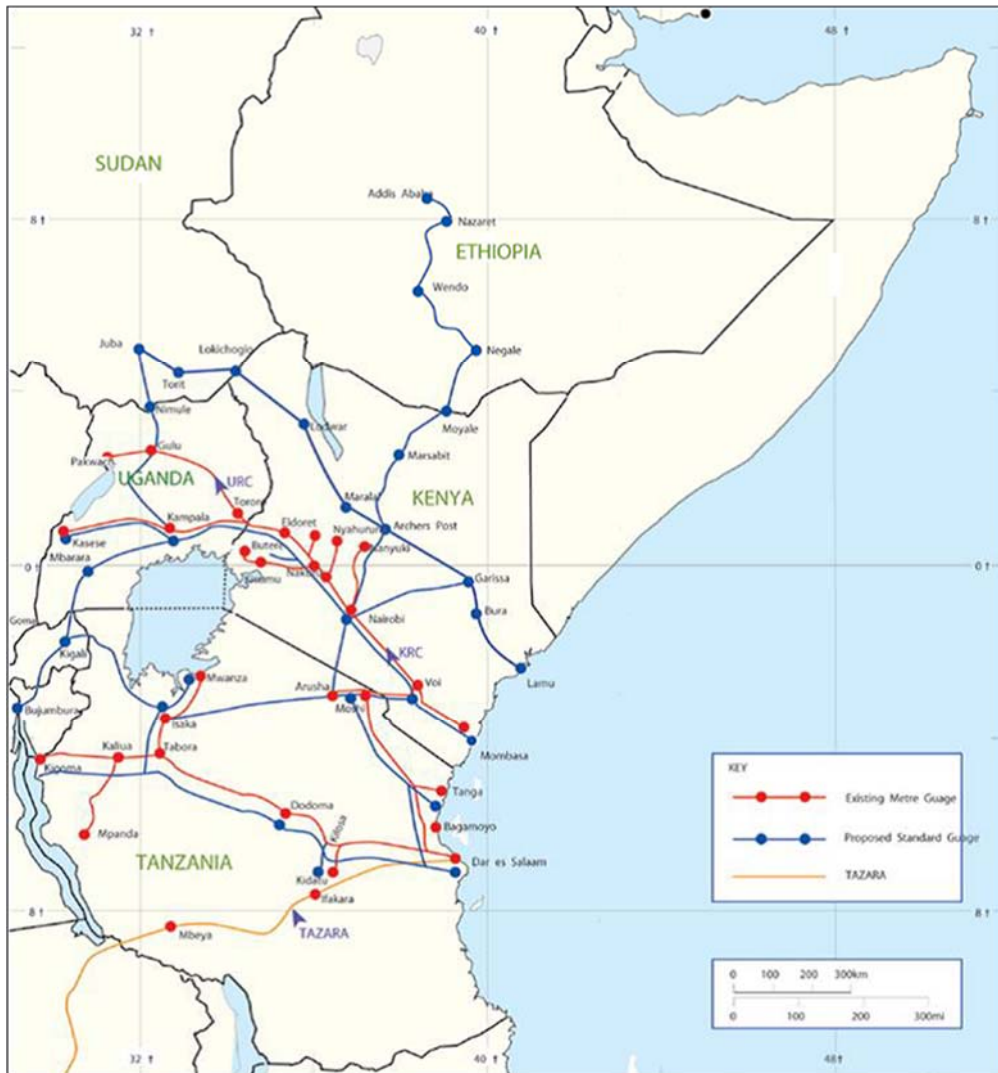 32 †
40 †
48 †
SUDAN
Addis Ababa
8 †
Nazaret
8 †
ETHIOPIA
Wendo
Juba
Lokichogio
Negale
Torit
Nimule
Lodwar
Moyale
Gulu
Marsabit
Pakwach
UGANDA
URC
KENYA
Tororo
Maralal
Kampala
Eldoret
Nyahururu
Archers Post
Kasese
Butere
Nanyuki
Mbarara
0 †
Kisumu
Garissa
0 †
Bura
Goma
Nairobi
Kigali
KRC
Lamu
Mwanza
Arusha
Voi
Bujumbura
Moshi
Isaka
Mombasa
Kaliua
Tabora
Kigoma
KEY
Tanga
Existing Metre Guage
Dodoma
Mpanda
Kilosa
Bagamoyo
Proposed Standard Guage
TANZANIA
Dar es Salaam
Kidatu
TAZARA
Ifakara
8 †
8 †
Mbeya
TAZARA
0 100 200 300km
0 100 200 300mi
32 †
40 †
48 †